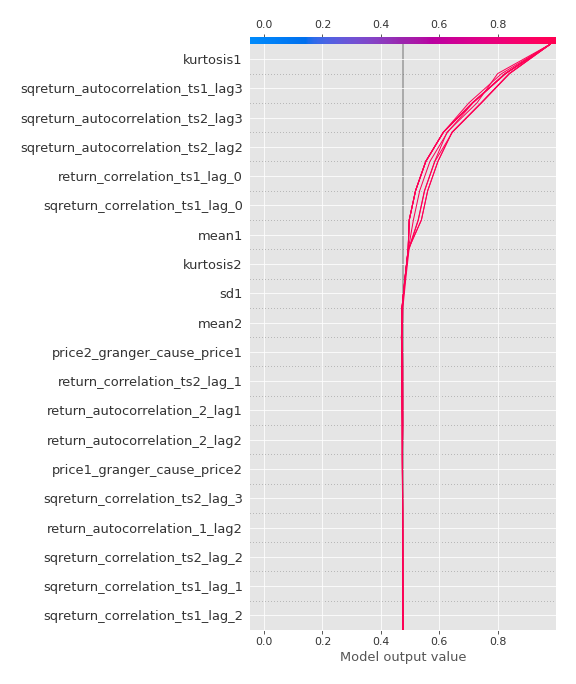 0.0 0.2 0.4 0.6 0.8
kurtosis1
sqreturn_autocorrelation_ts1_lag3
sqreturn_autocorrelation_ts2_lag3
sqreturn_autocorrelation_ts2_lag2
return_correlation_ts1_lag_0
sqreturn_correlation_ts1_lag_0
mean1
kurtosis2
sd1
mean2
price2_granger_cause_price1
return_correlation_ts2_lag_1
return_autocorrelation_2_lag1
return_autocorrelation_2_lag2
price1_granger_cause_price2
sqreturn_correlation_ts2_lag_3
return_autocorrelation_1_lag2
sqreturn_correlation_ts2_lag_2
sqreturn_correlation_ts1_lag_1
sqreturn_correlation_ts1_lag_2
0.0 0.2 0.4 0.6 0.8
Model output value